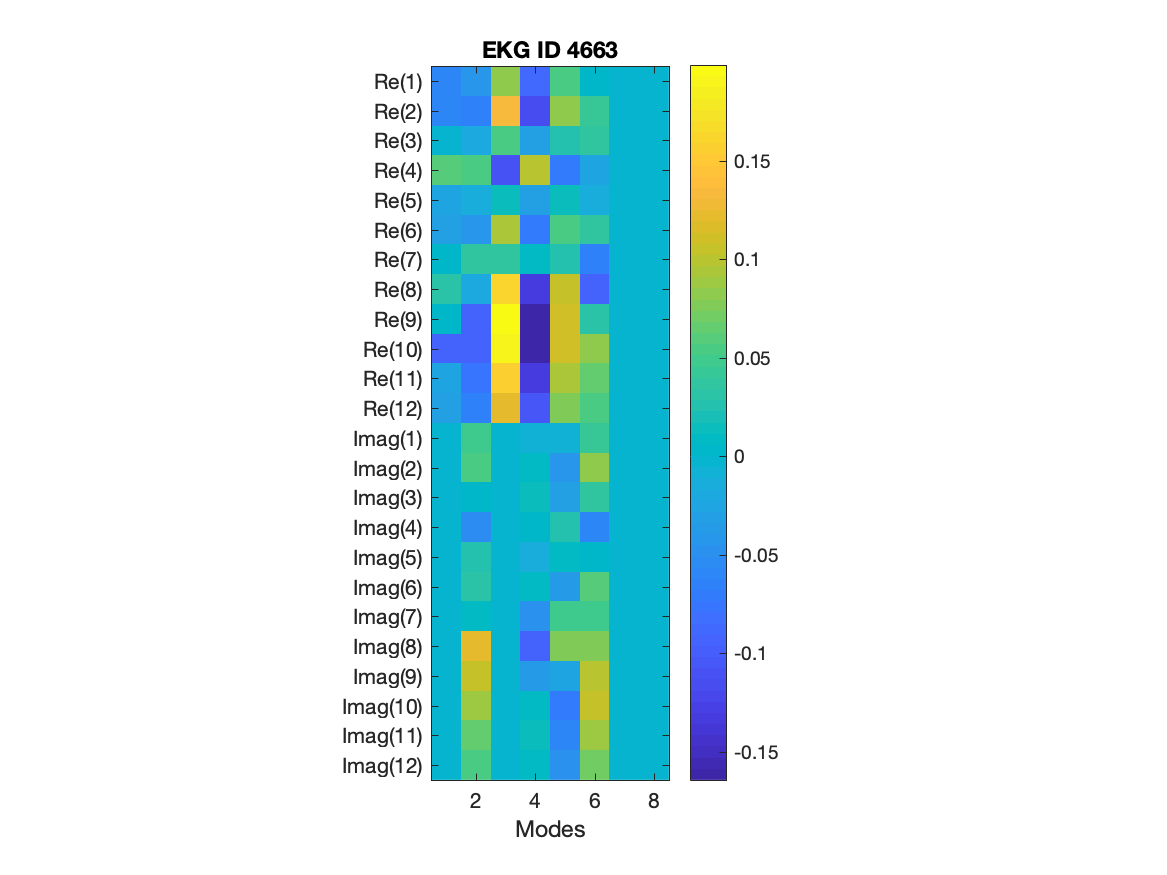 EKG ID 4663
Re(1)
Re(2)
Re(3)
Re(4)
Re(5)
Re(6)
Re(7)
Re(8)
Re(9)
Re(10)
Re(11)
Re(12)
Imag(1)
Imag(2)
Imag(3)
Imag(4)
Imag(5)
Imag(6)
Imag(7)
Imag(8)
Imag(9)
Imag(10)
Imag(11)
Imag(12)
2 4 6 8
Modes
0.15
0.1
0.05
0
-0.05
-0.1
-0.15